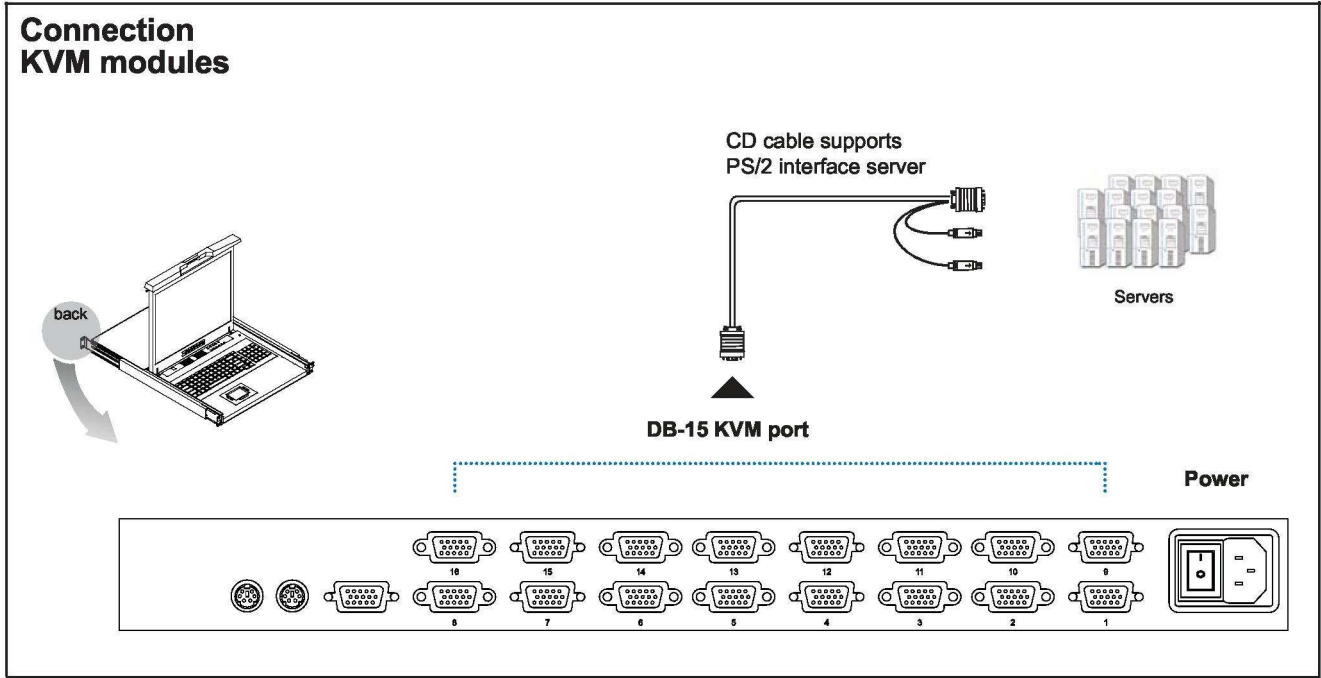 Connection
KVM modules
CD cable supports
PS/2 interface server
back
Servers
DB-15 KVM port
Power
16 15 14 13 12 11 10 9
8 7 6 5 4 3 2 1